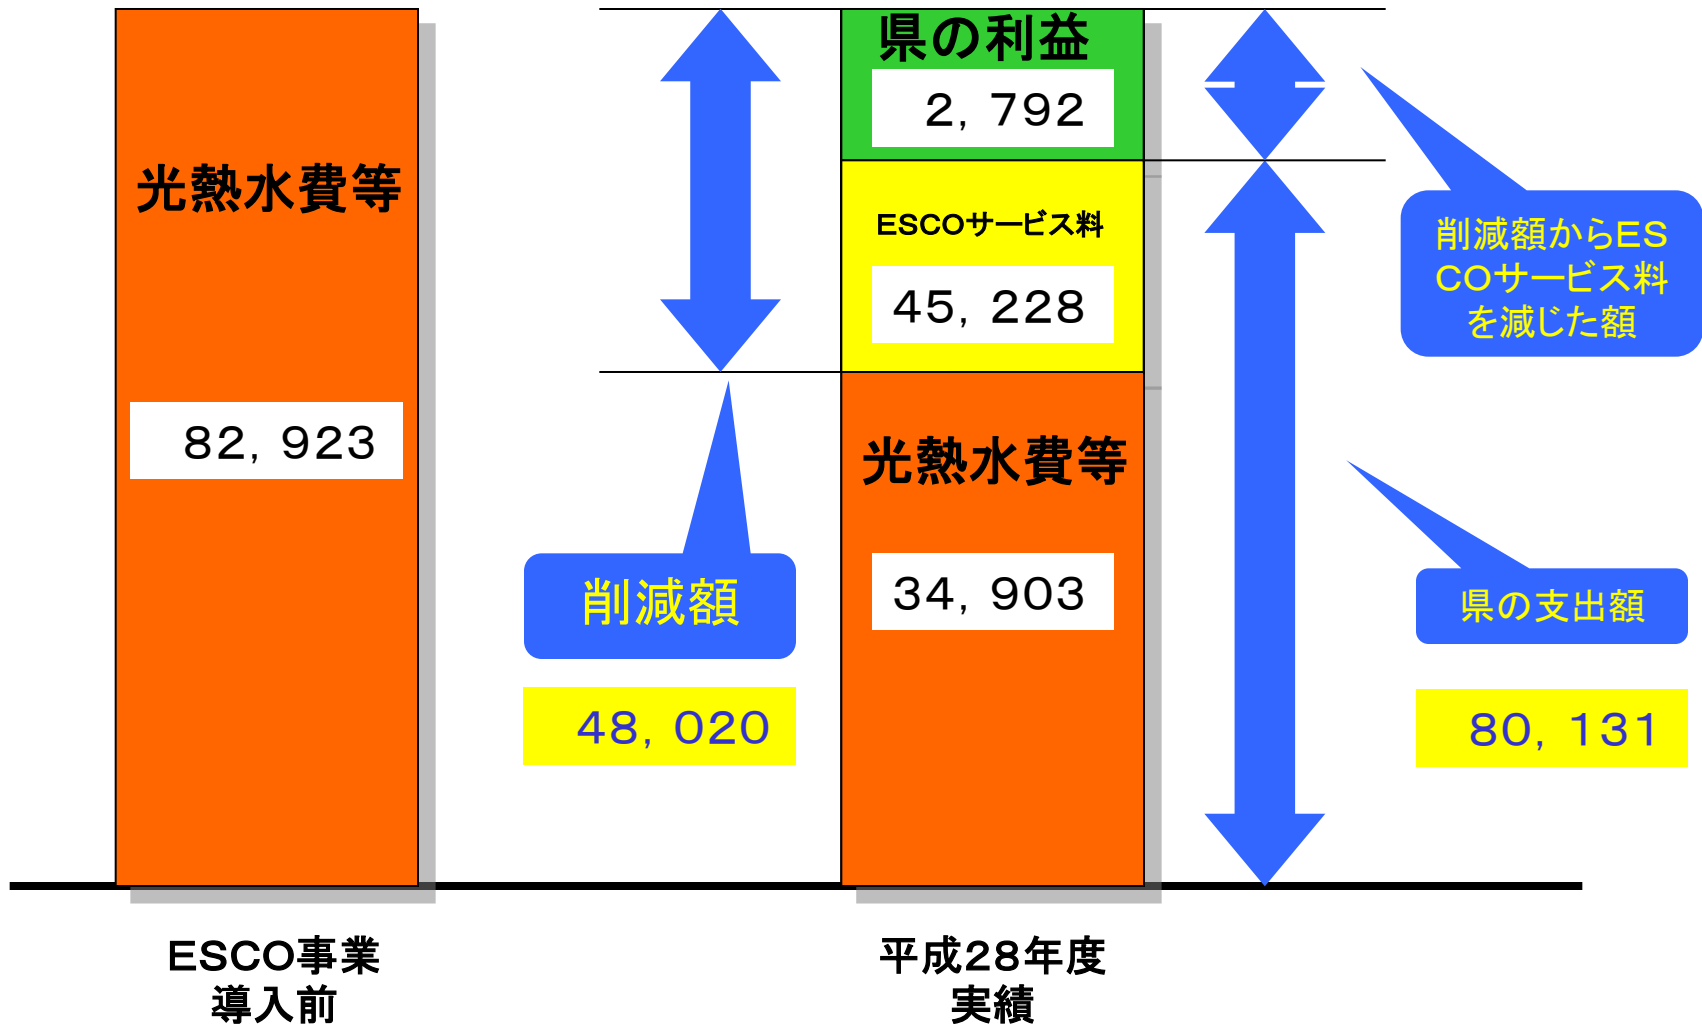 光熱水費等
82，923
ESCO事業
導入前
削減額
48，020
県の利益
2，792
ESCOサービス料
45，228
光熱水費等
34，903
平成28年度
実績
削減額からES
COサービス料
を減じた額
県の支出額
80，131